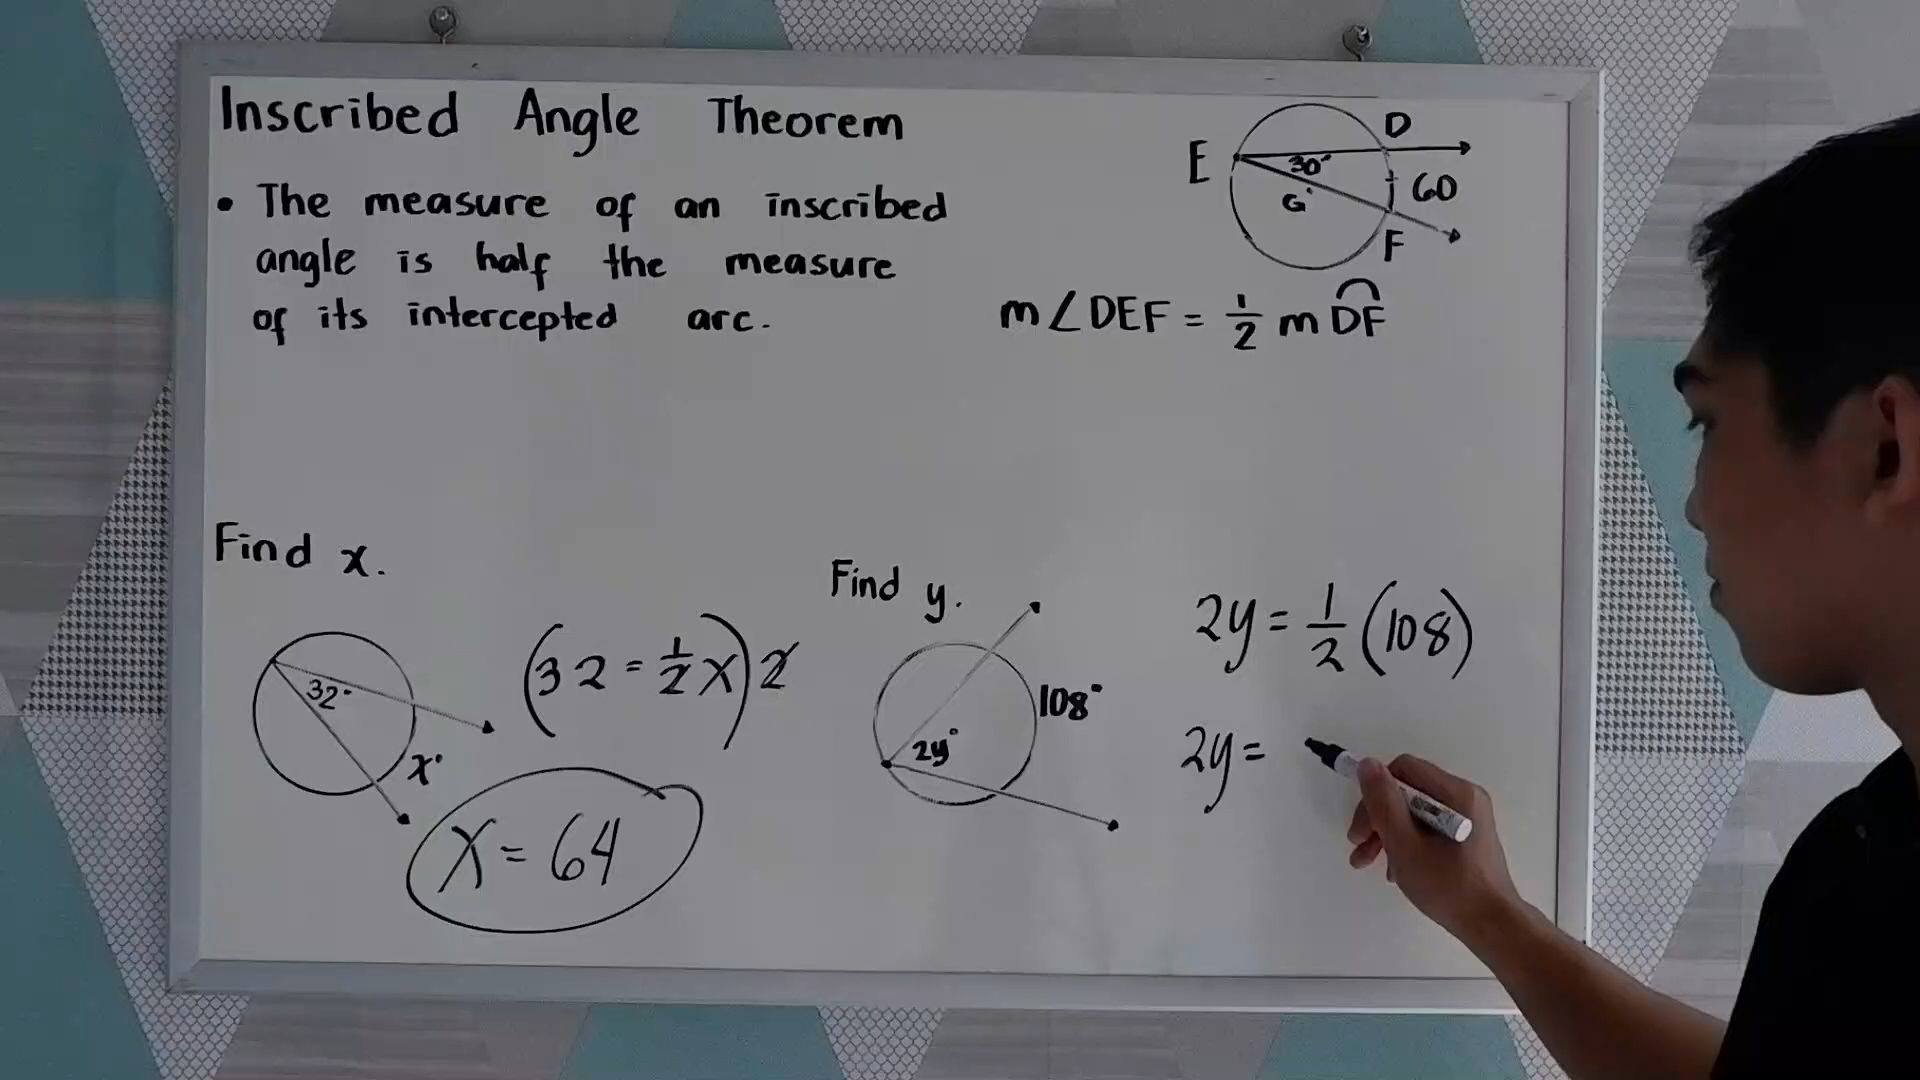 Inscribed Angle Theorem
• The measure of an inscribed
angle is half the measure
of its intercepted arc.
D
E
30°
60
G
F
m∠DEF = 1/2 m DF
Find x.
32°
x°
(32 = 1/2 x) 2
x = 64
Find y.
108°
2y°
2y = 1/2 (108)
2y =